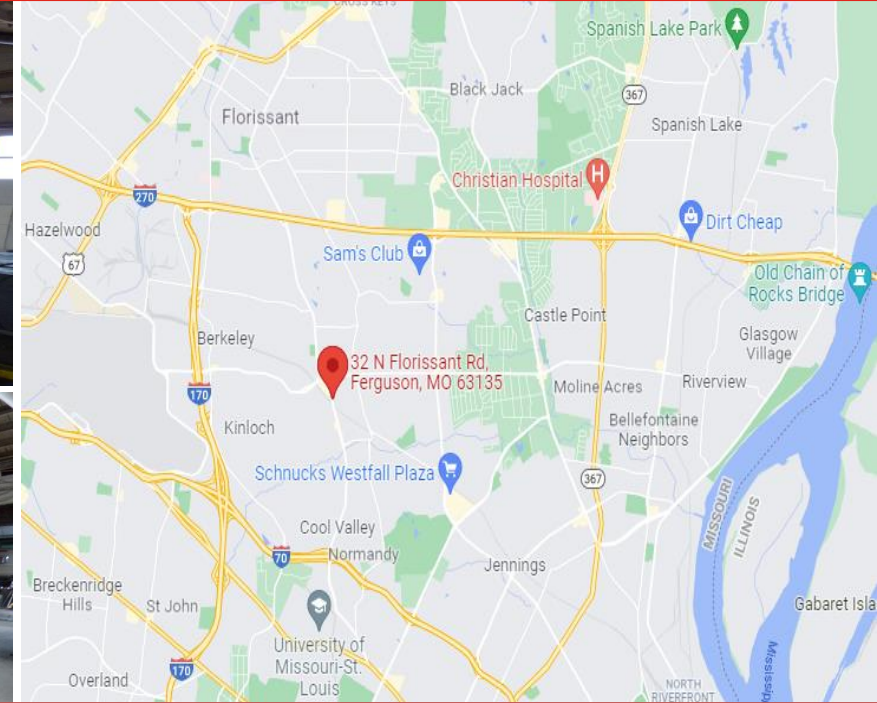 CROSS KEYS
Spanish Lake Park
Black Jack
367
Florissant
Spanish Lake
Christian Hospital
H
270
Dirt Cheap
Hazelwood
67
Sam's Club
Old Chain of
Rocks Bridge
Castle Point
Berkeley
Glasgow
Village
32 N Florissant Rd,
Ferguson, MO 63135
170
Moline Acres
Riverview
Kinloch
Bellefontaine
Neighbors
Schnucks Westfall Plaza
367
MISSOURI
ILLINOIS
Cool Valley
70
Normandy
Jennings
Breckenridge
Hills
St John
Gabaret Isla
University of
Missouri-St.
Louis
170
Overland
Mississip
NORTH
RIVERFRONT